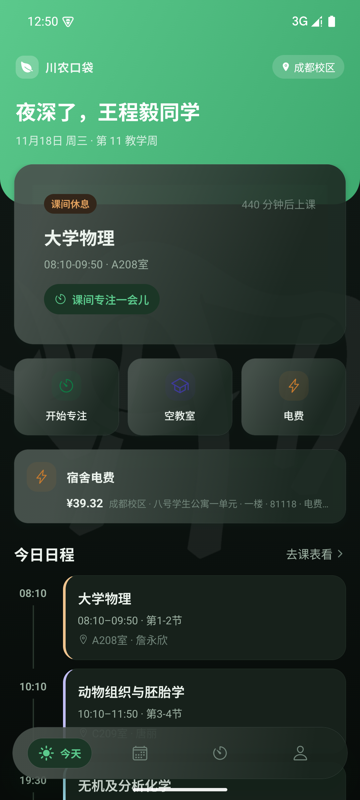 12:50
3G
川农口袋
成都校区
夜深了，王程毅同学
11月18日 周三 · 第 11 教学周
课间休息
440 分钟后上课
大学物理
08:10-09:50 · A208室
课间专注一会儿
开始专注
空教室
电费
宿舍电费
¥39.32 成都校区 · 八号学生公寓一单元 · 一楼 · 81118 · 电费…
今日日程
去课表看
08:10
大学物理
08:10–09:50 · 第1-2节
A208室 · 詹永欣
10:10
动物组织与胚胎学
10:10–11:50 · 第3-4节
今天
19:30
无机及分析化学